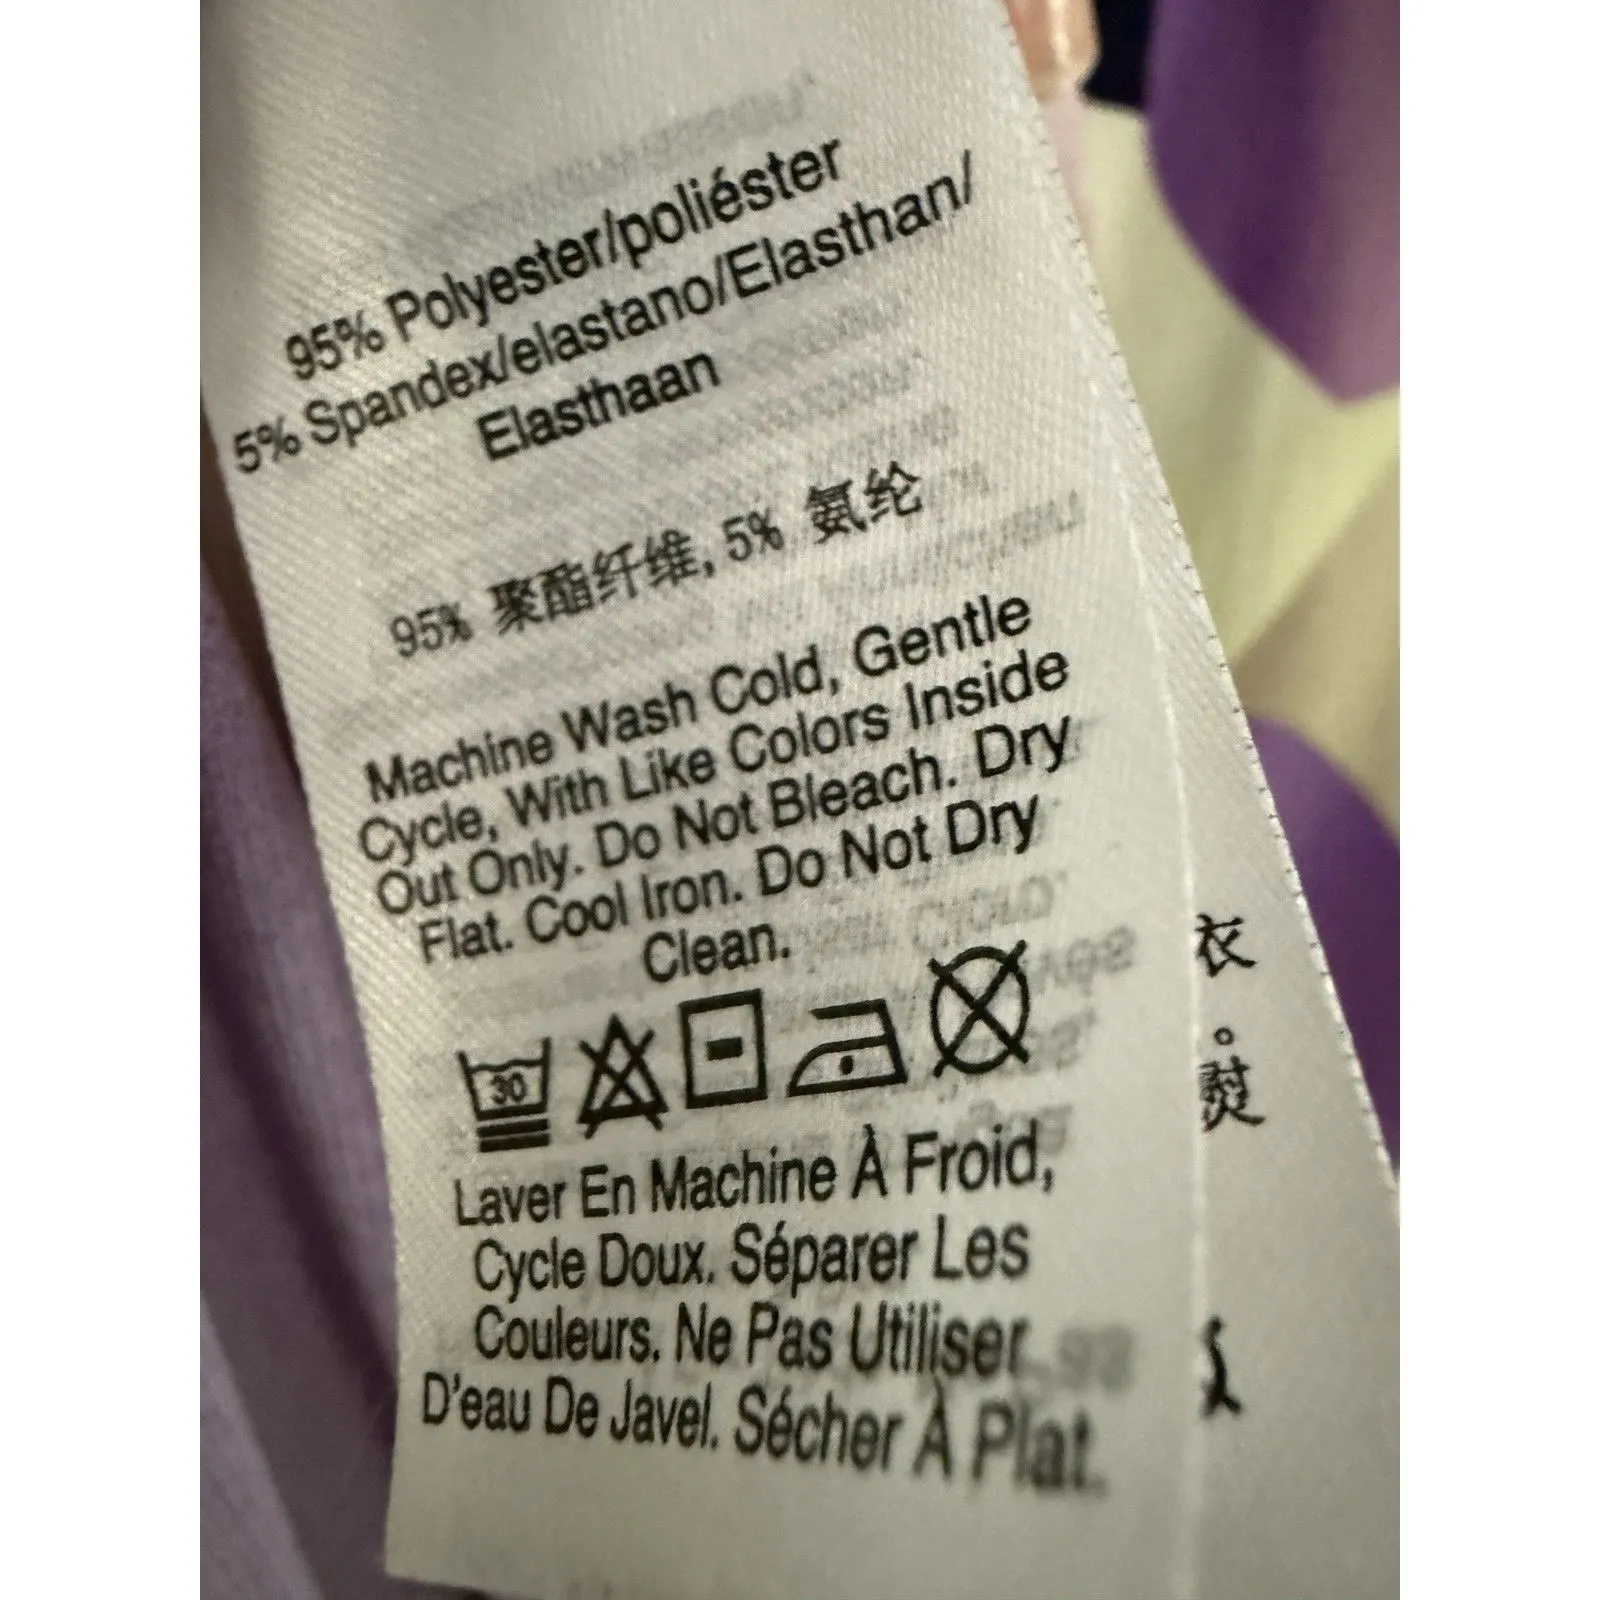 95% Polyester/poliéster
5% Spandex/elastano/Elasthan/
Elasthaan
95% 聚酯纤维, 5% 氨纶
Machine Wash Cold, Gentle
Cycle, With Like Colors Inside
Out Only. Do Not Bleach. Dry
Flat. Cool Iron. Do Not Dry
Clean.
30
Laver En Machine À Froid,
Cycle Doux. Séparer Les
Couleurs. Ne Pas Utiliser
D'eau De Javel. Sécher À Plat.
衣
。熨